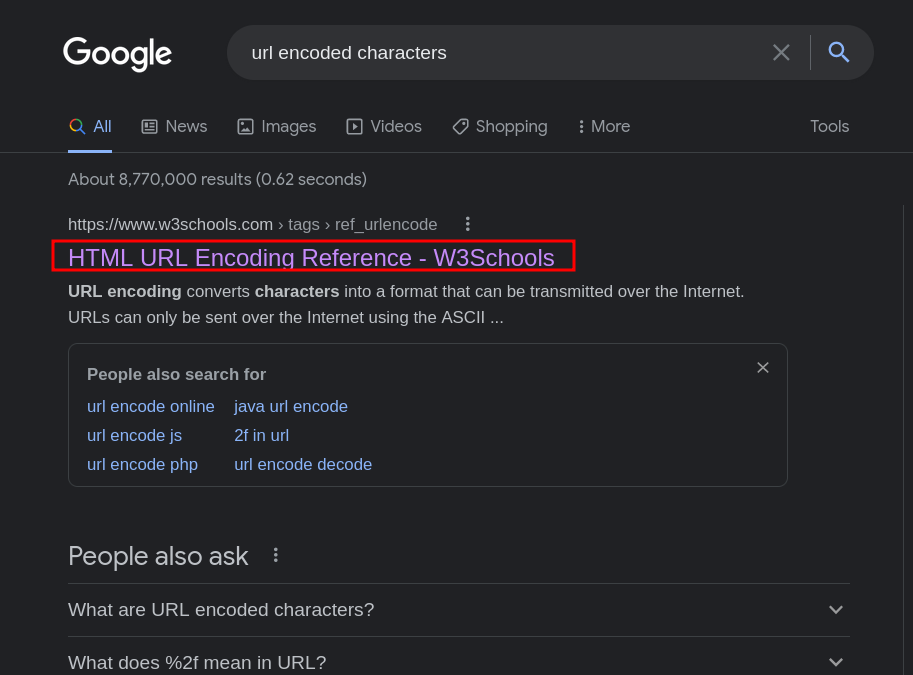 Google
url encoded characters
All News Images Videos Shopping More Tools
About 8,770,000 results (0.62 seconds)
https://www.w3schools.com › tags › ref_urlencode
HTML URL Encoding Reference - W3Schools
URL encoding converts characters into a format that can be transmitted over the Internet.
URLs can only be sent over the Internet using the ASCII ...
People also search for
url encode online java url encode
url encode js 2f in url
url encode php url encode decode
People also ask
What are URL encoded characters?
What does %2f mean in URL?